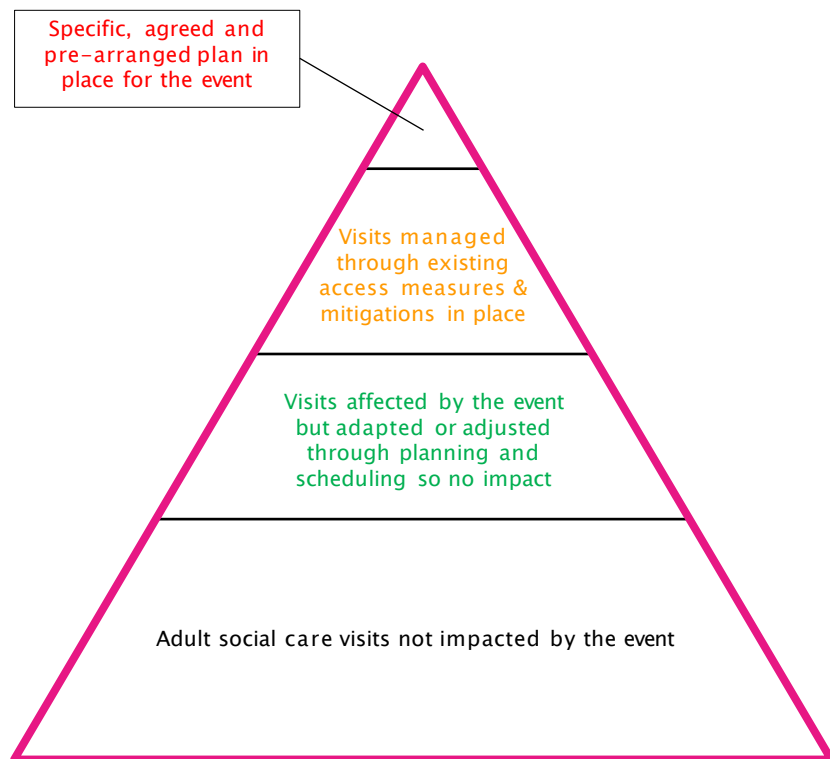 Specific, agreed and
pre-arranged plan in
place for the event
Visits managed
through existing
access measures &
mitigations in place
Visits affected by the event
but adapted or adjusted
through planning and
scheduling so no impact
Adult social care visits not impacted by the event